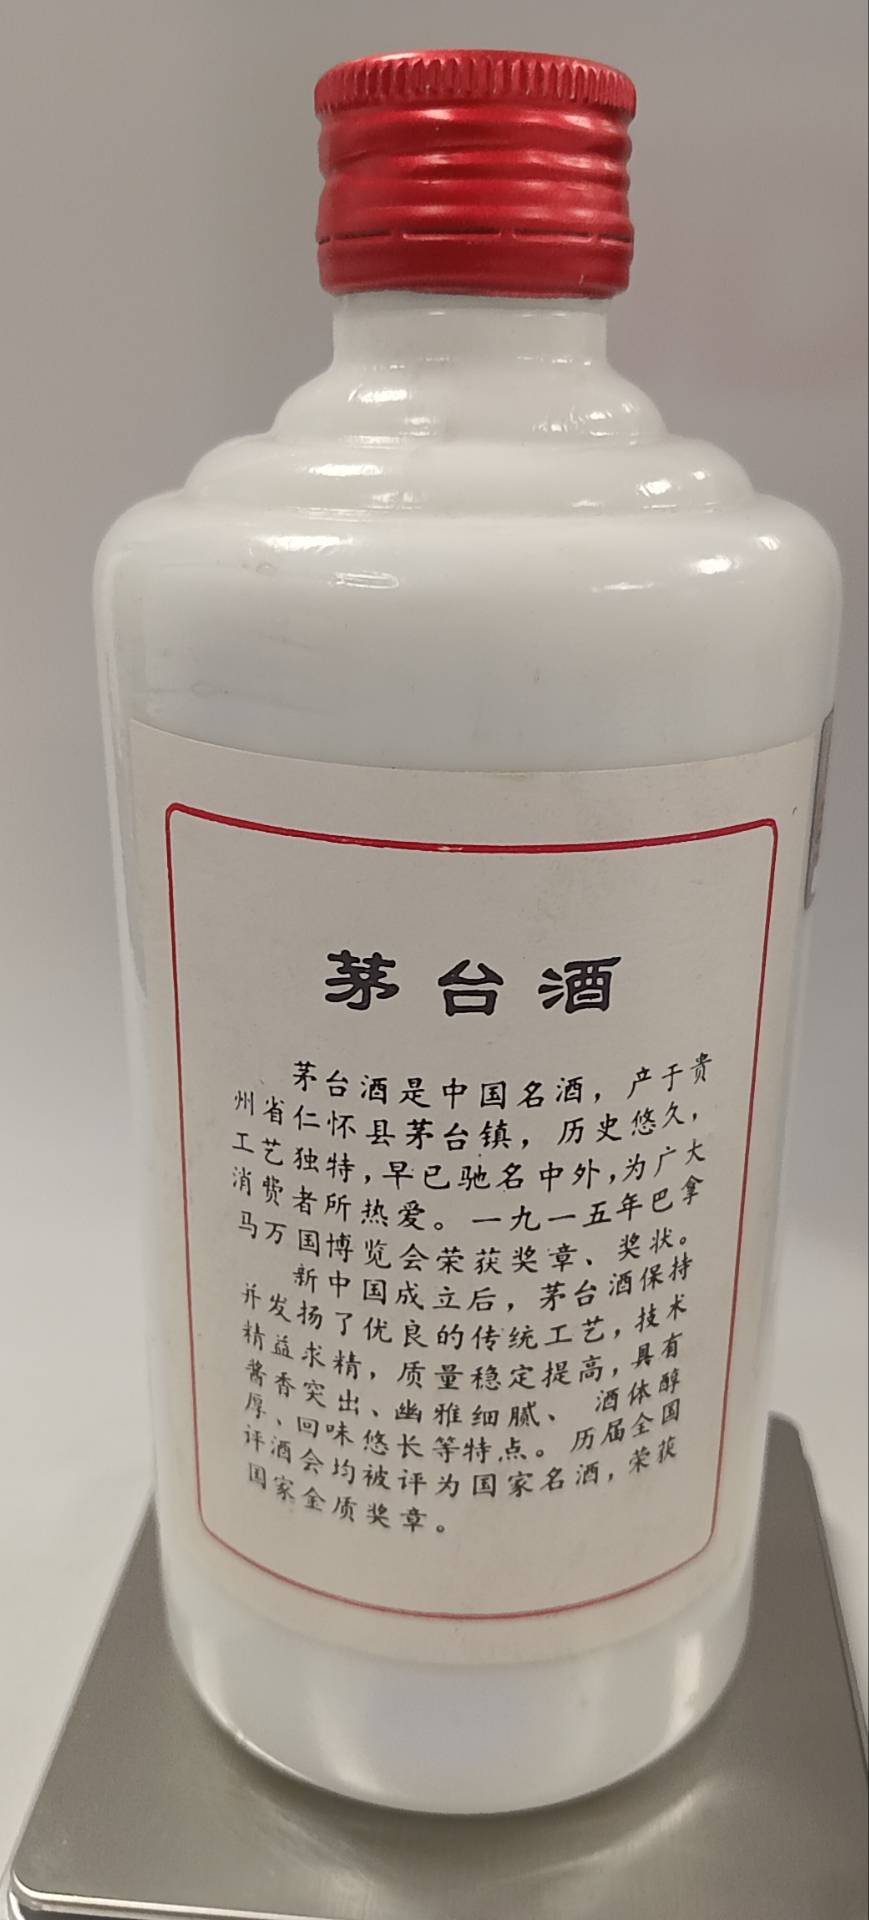 茅台酒
茅台酒是中国名酒，产于贵
州省仁怀县茅台镇，历史悠久，
工艺独特，早已驰名中外，为广大
消费者所热爱。一九一五年巴拿
马万国博览会荣获奖章、奖状。
新中国成立后，茅台酒保持
并发扬了优良的传统工艺，技术
精益求精，质量稳定提高，具有
酱香突出、幽雅细腻、酒体醇
厚、回味悠长等特点。历届全国
评酒会均被评为国家名酒，荣获
国家金质奖章。